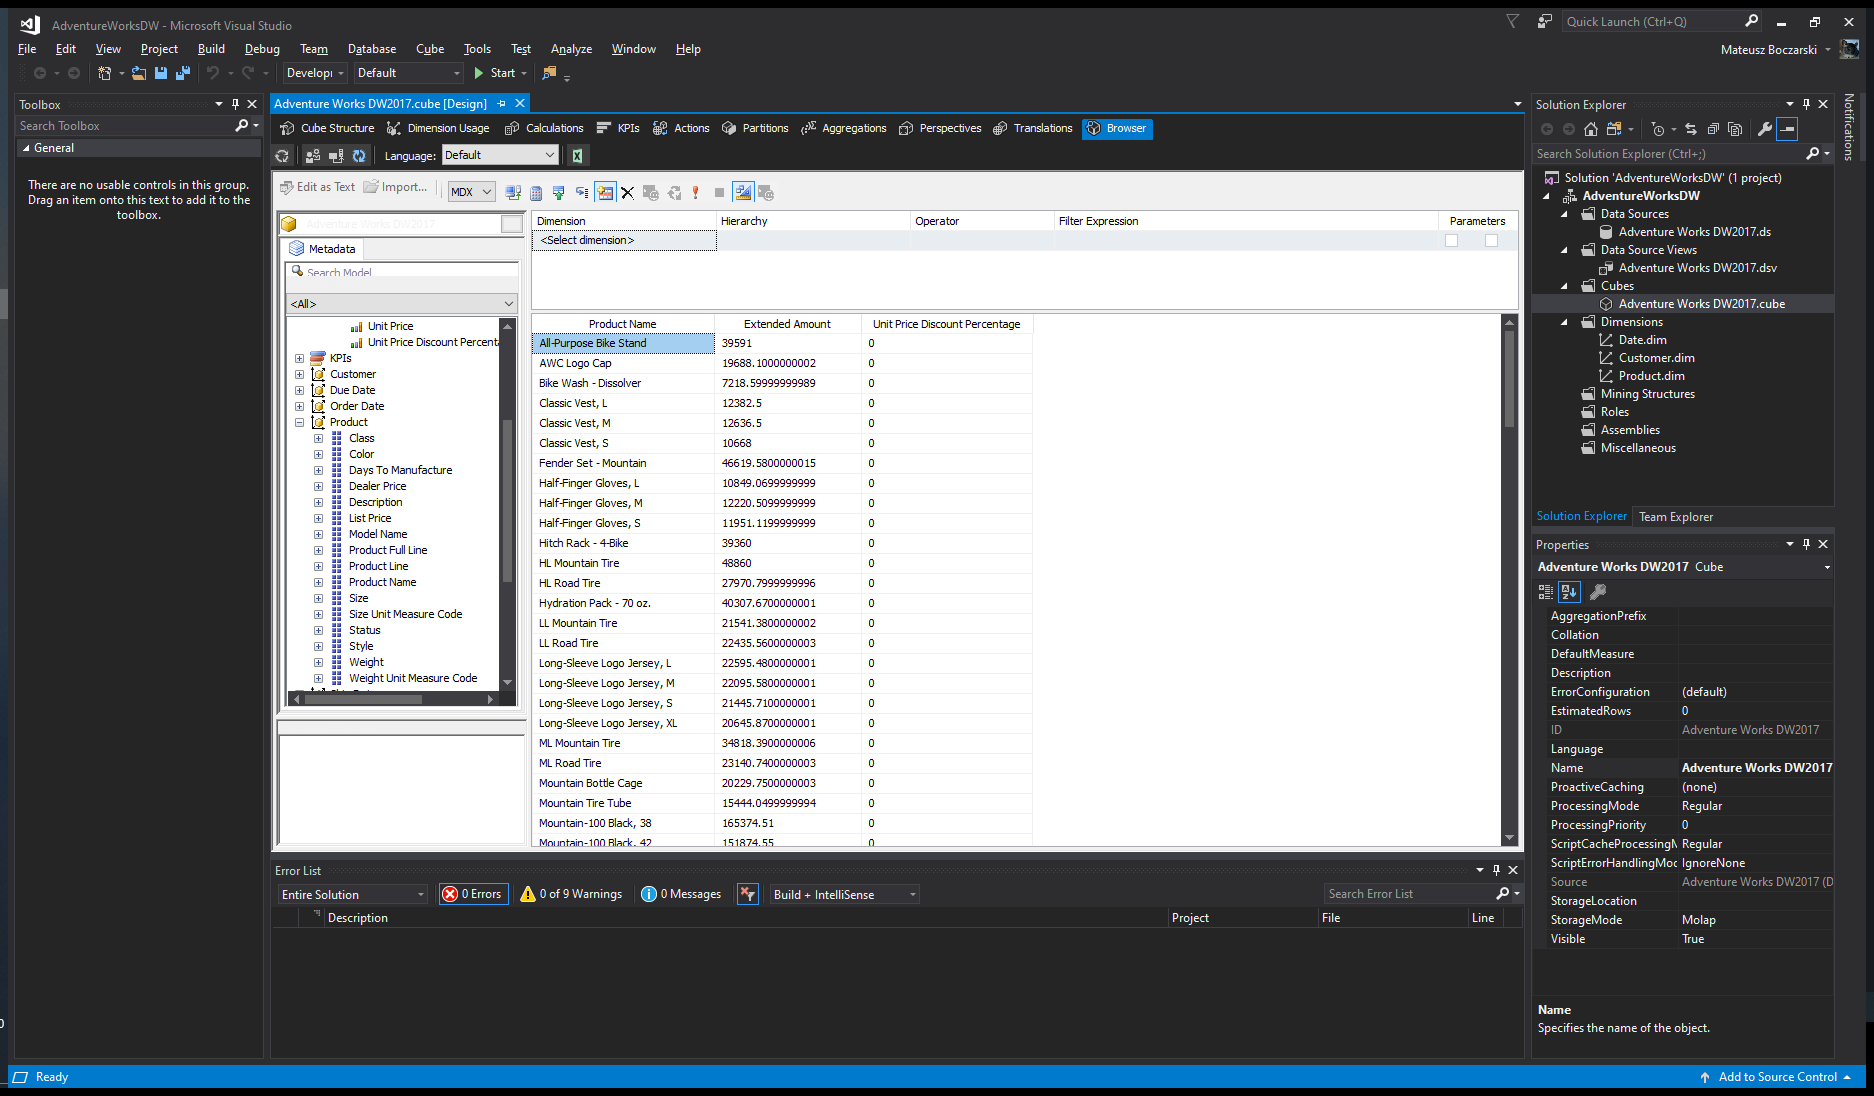 AdventureWorksDW - Microsoft Visual Studio
Quick Launch (Ctrl+Q)
File Edit View Project Build Debug Team Database Cube Tools Test Analyze Window Help
Mateusz Boczarski
Developi Default Start
Toolbox
Search Toolbox
General
There are no usable controls in this group.
Drag an item onto this text to add it to the
toolbox.
Adventure Works DW2017.cube [Design]
Cube Structure Dimension Usage Calculations KPIs Actions Partitions Aggregations Perspectives Translations Browser
Language: Default
Edit as Text Import... MDX
Adventure Works DW2017
Metadata
Search Model
<All>
Unit Price
Unit Price Discount Percenta
KPIs
Customer
Due Date
Order Date
Product
Class
Color
Days To Manufacture
Dealer Price
Description
List Price
Model Name
Product Full Line
Product Line
Product Name
Size
Size Unit Measure Code
Status
Style
Weight
Weight Unit Measure Code
Dimension Hierarchy Operator Filter Expression Parameters
<Select dimension>
Product Name Extended Amount Unit Price Discount Percentage
All-Purpose Bike Stand 39591 0
AWC Logo Cap 19688.1000000002 0
Bike Wash - Dissolver 7218.59999999989 0
Classic Vest, L 12382.5 0
Classic Vest, M 12636.5 0
Classic Vest, S 10668 0
Fender Set - Mountain 46619.5800000015 0
Half-Finger Gloves, L 10849.0699999999 0
Half-Finger Gloves, M 12220.5099999999 0
Half-Finger Gloves, S 11951.1199999999 0
Hitch Rack - 4-Bike 39360 0
HL Mountain Tire 48860 0
HL Road Tire 27970.7999999996 0
Hydration Pack - 70 oz. 40307.6700000001 0
LL Mountain Tire 21541.3800000002 0
LL Road Tire 22435.5600000003 0
Long-Sleeve Logo Jersey, L 22595.4800000001 0
Long-Sleeve Logo Jersey, M 22095.5800000001 0
Long-Sleeve Logo Jersey, S 21445.7100000001 0
Long-Sleeve Logo Jersey, XL 20645.8700000001 0
ML Mountain Tire 34818.3900000006 0
ML Road Tire 23140.7400000003 0
Mountain Bottle Cage 20229.7500000003 0
Mountain Tire Tube 15444.0499999994 0
Mountain-100 Black, 38 165374.51 0
Mountain-100 Black, 42 151874.55 0
Error List
Entire Solution 0 Errors 0 of 9 Warnings 0 Messages Build + IntelliSense Search Error List
Description Project File Line
Solution Explorer
Search Solution Explorer (Ctrl+;)
Solution 'AdventureWorksDW' (1 project)
AdventureWorksDW
Data Sources
Adventure Works DW2017.ds
Data Source Views
Adventure Works DW2017.dsv
Cubes
Adventure Works DW2017.cube
Dimensions
Date.dim
Customer.dim
Product.dim
Mining Structures
Roles
Assemblies
Miscellaneous
Solution Explorer Team Explorer
Notifications
Properties
Adventure Works DW2017 Cube
AggregationPrefix
Collation
DefaultMeasure
Description
ErrorConfiguration (default)
EstimatedRows 0
ID Adventure Works DW2017
Language
Name Adventure Works DW2017
ProactiveCaching (none)
ProcessingMode Regular
ProcessingPriority 0
ScriptCacheProcessingM Regular
ScriptErrorHandlingMoc IgnoreNone
Source Adventure Works DW2017 (D
StorageLocation
StorageMode Molap
Visible True
Name
Specifies the name of the object.
Ready
Add to Source Control